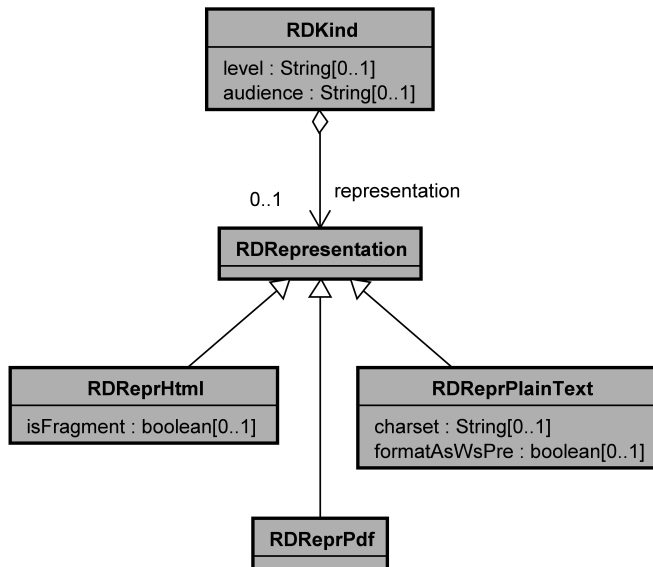 RDKind
level : String[0..1]
audience : String[0..1]
0..1
representation
RDRepresentation
RDReprHtml
isFragment : boolean[0..1]
RDReprPlainText
charset : String[0..1]
formatAsWsPre : boolean[0..1]
RDReprPdf